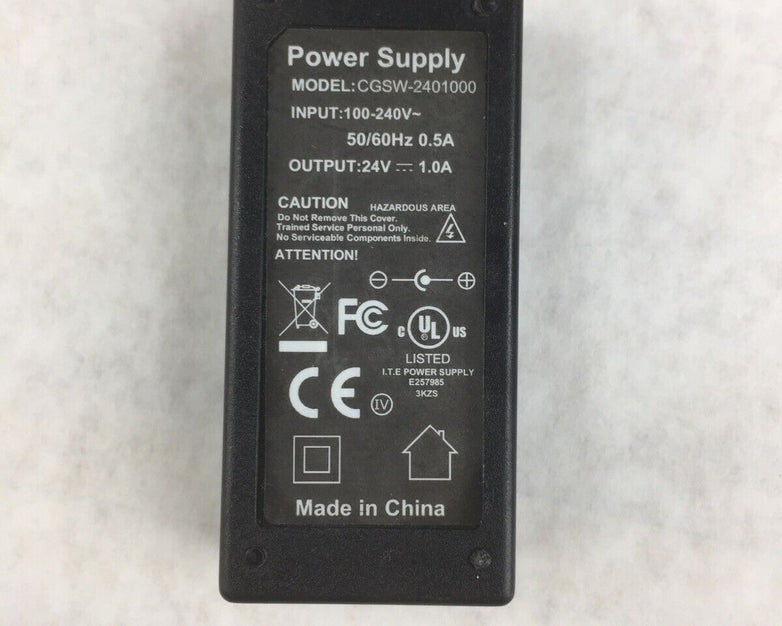 Power Supply
MODEL:CGSW-2401000
INPUT:100-240V~
50/60Hz 0.5A
OUTPUT:24V ⎓ 1.0A
CAUTION HAZARDOUS AREA
Do Not Remove This Cover.
Trained Service Personal Only.
No Serviceable Components Inside.
ATTENTION!
FC
c UL US
LISTED
I.T.E POWER SUPPLY
E257985
3KZS
CE
IV
Made in China